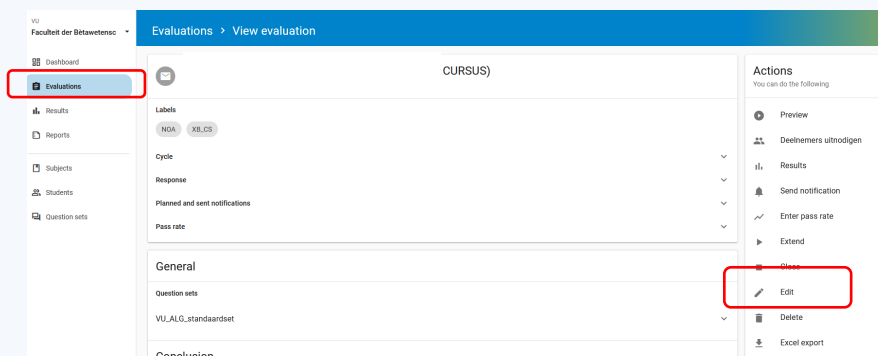 VU
Faculteit der Bètawetensc
Evaluations > View evaluation
Dashboard
Evaluations
Results
Reports
Subjects
Students
Question sets
CURSUS)
Labels
NOA XB_CS
Cycle
Response
Planned and sent notifications
Pass rate
General
Question sets
VU_ALG_standaardset
Conclusion
Actions
You can do the following
Preview
Deelnemers uitnodigen
Results
Send notification
Enter pass rate
Extend
Close
Edit
Delete
Excel export